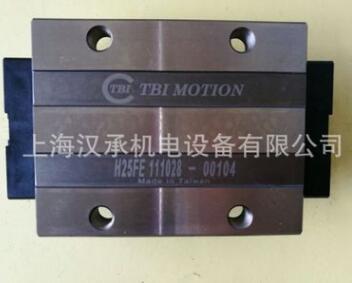 TBI TBI MOTION
上海汉承机电设备有限公司
H25FE 111028 - 00104
Made in Taiwan